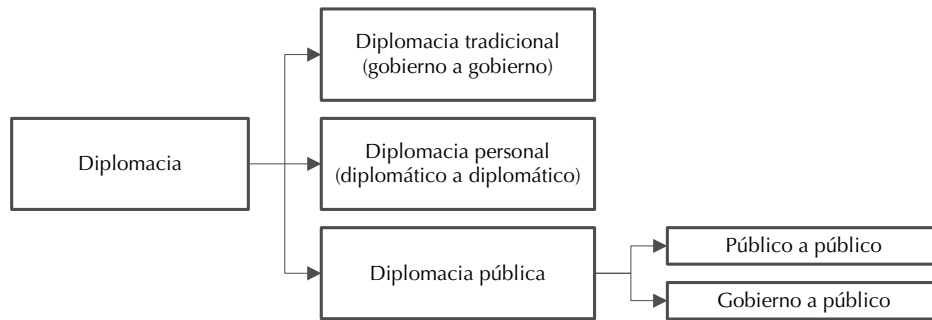 Diplomacia
Diplomacia tradicional
(gobierno a gobierno)
Diplomacia personal
(diplomático a diplomático)
Diplomacia pública
Público a público
Gobierno a público